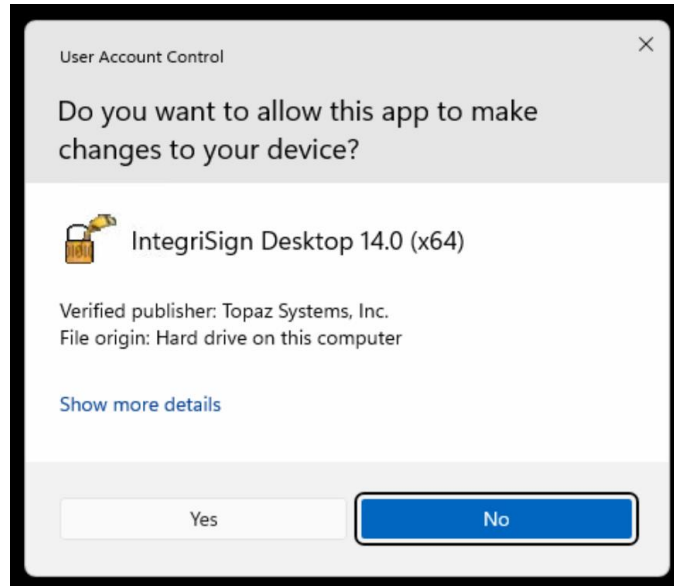 User Account Control
Do you want to allow this app to make
changes to your device?
IntegriSign Desktop 14.0 (x64)
Verified publisher: Topaz Systems, Inc.
File origin: Hard drive on this computer
Show more details
Yes
No